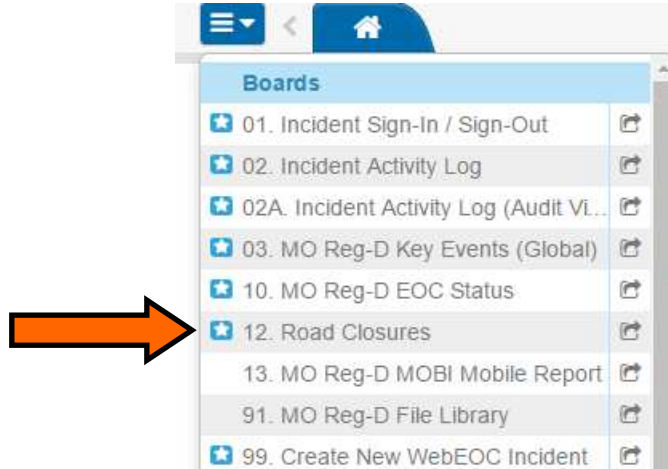 Boards
01. Incident Sign-In / Sign-Out
02. Incident Activity Log
02A. Incident Activity Log (Audit Vi...
03. MO Reg-D Key Events (Global)
10. MO Reg-D EOC Status
12. Road Closures
13. MO Reg-D MOBI Mobile Report
91. MO Reg-D File Library
99. Create New WebEOC Incident